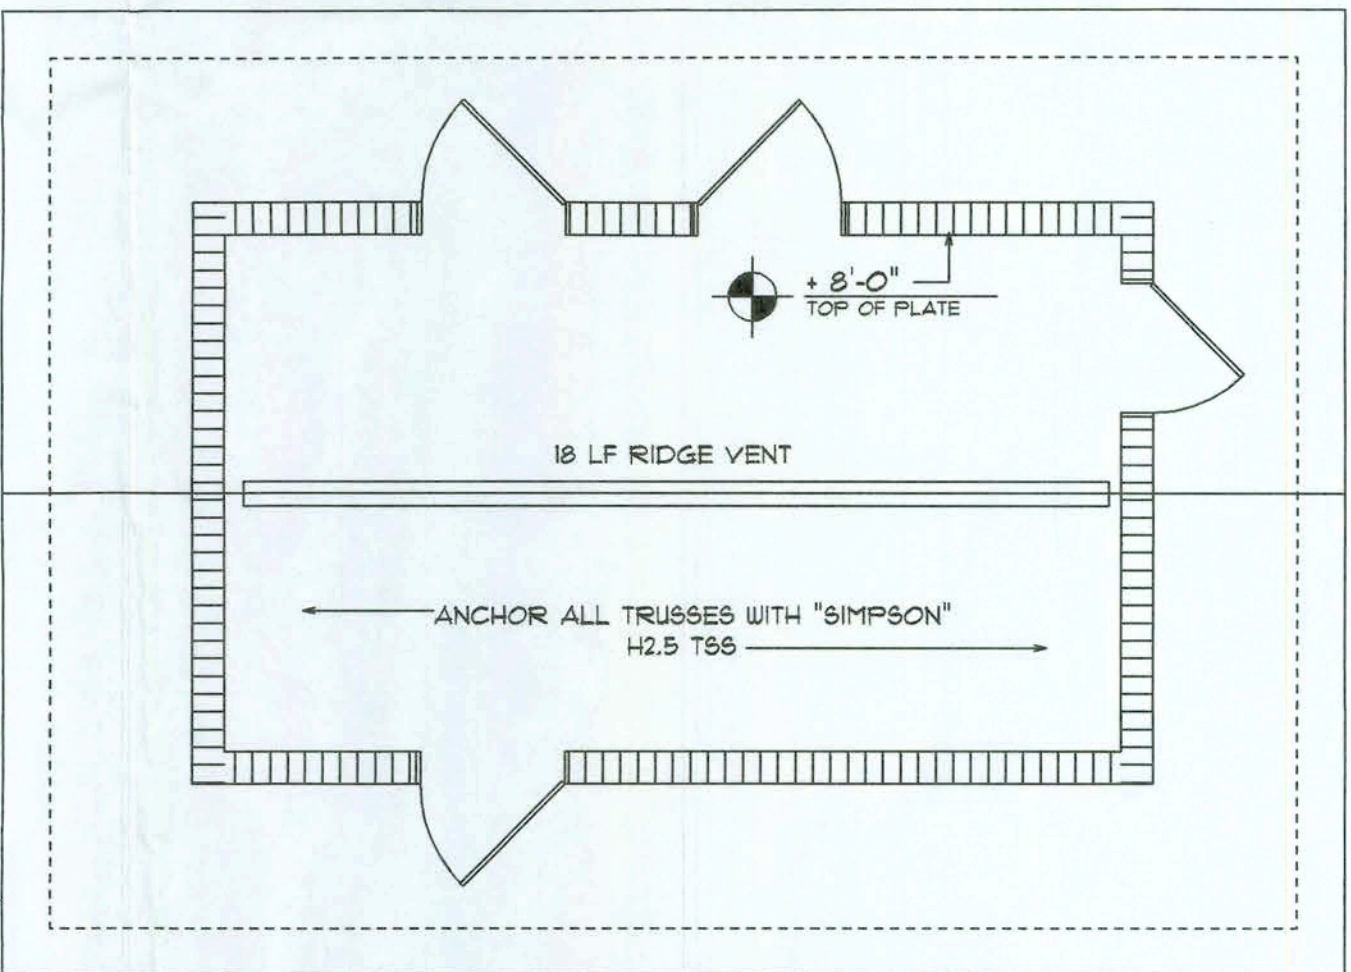 + 8'-0"
TOP OF PLATE
18 LF RIDGE VENT
ANCHOR ALL TRUSSES WITH "SIMPSON"
H2.5 TSS